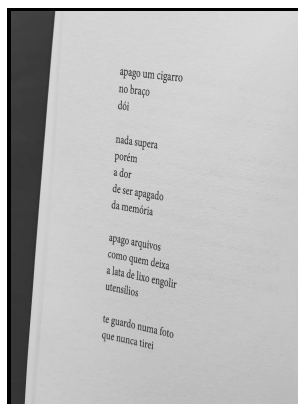 apago um cigarro
no braço
dói
nada supera
porém
a dor
de ser apagado
da memória
apago arquivos
como quem deixa
a lata de lixo engolir
utensílios
te guardo numa foto
que nunca tirei